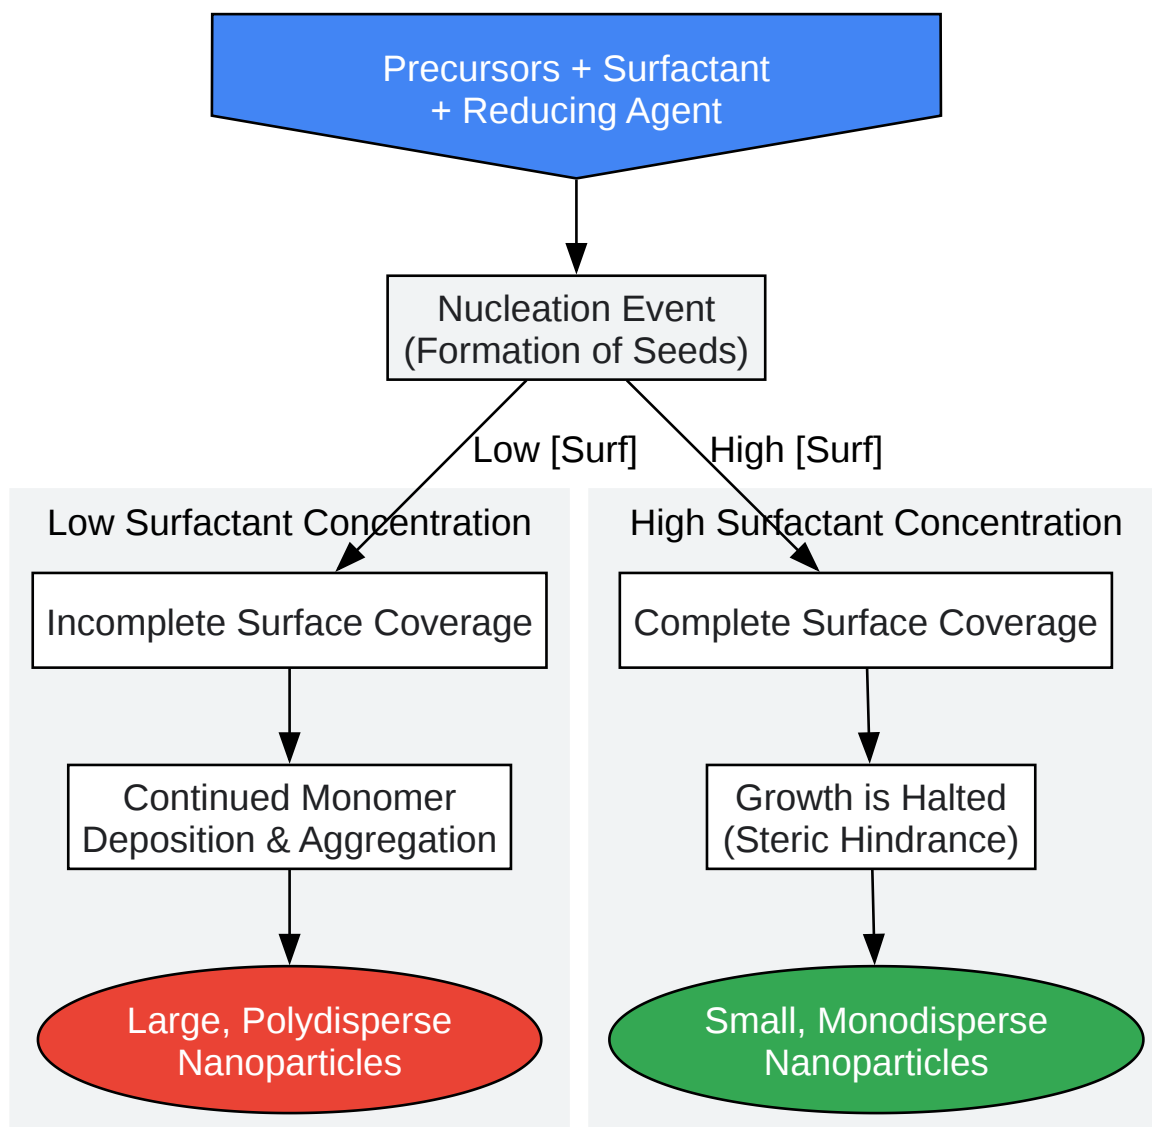 Precursors + Surfactant
+ Reducing Agent
Nucleation Event
(Formation of Seeds)
Low [Surf]
High [Surf]
Low Surfactant Concentration
Incomplete Surface Coverage
Continued Monomer
Deposition & Aggregation
Large, Polydisperse
Nanoparticles
High Surfactant Concentration
Complete Surface Coverage
Growth is Halted
(Steric Hindrance)
Small, Monodisperse
Nanoparticles